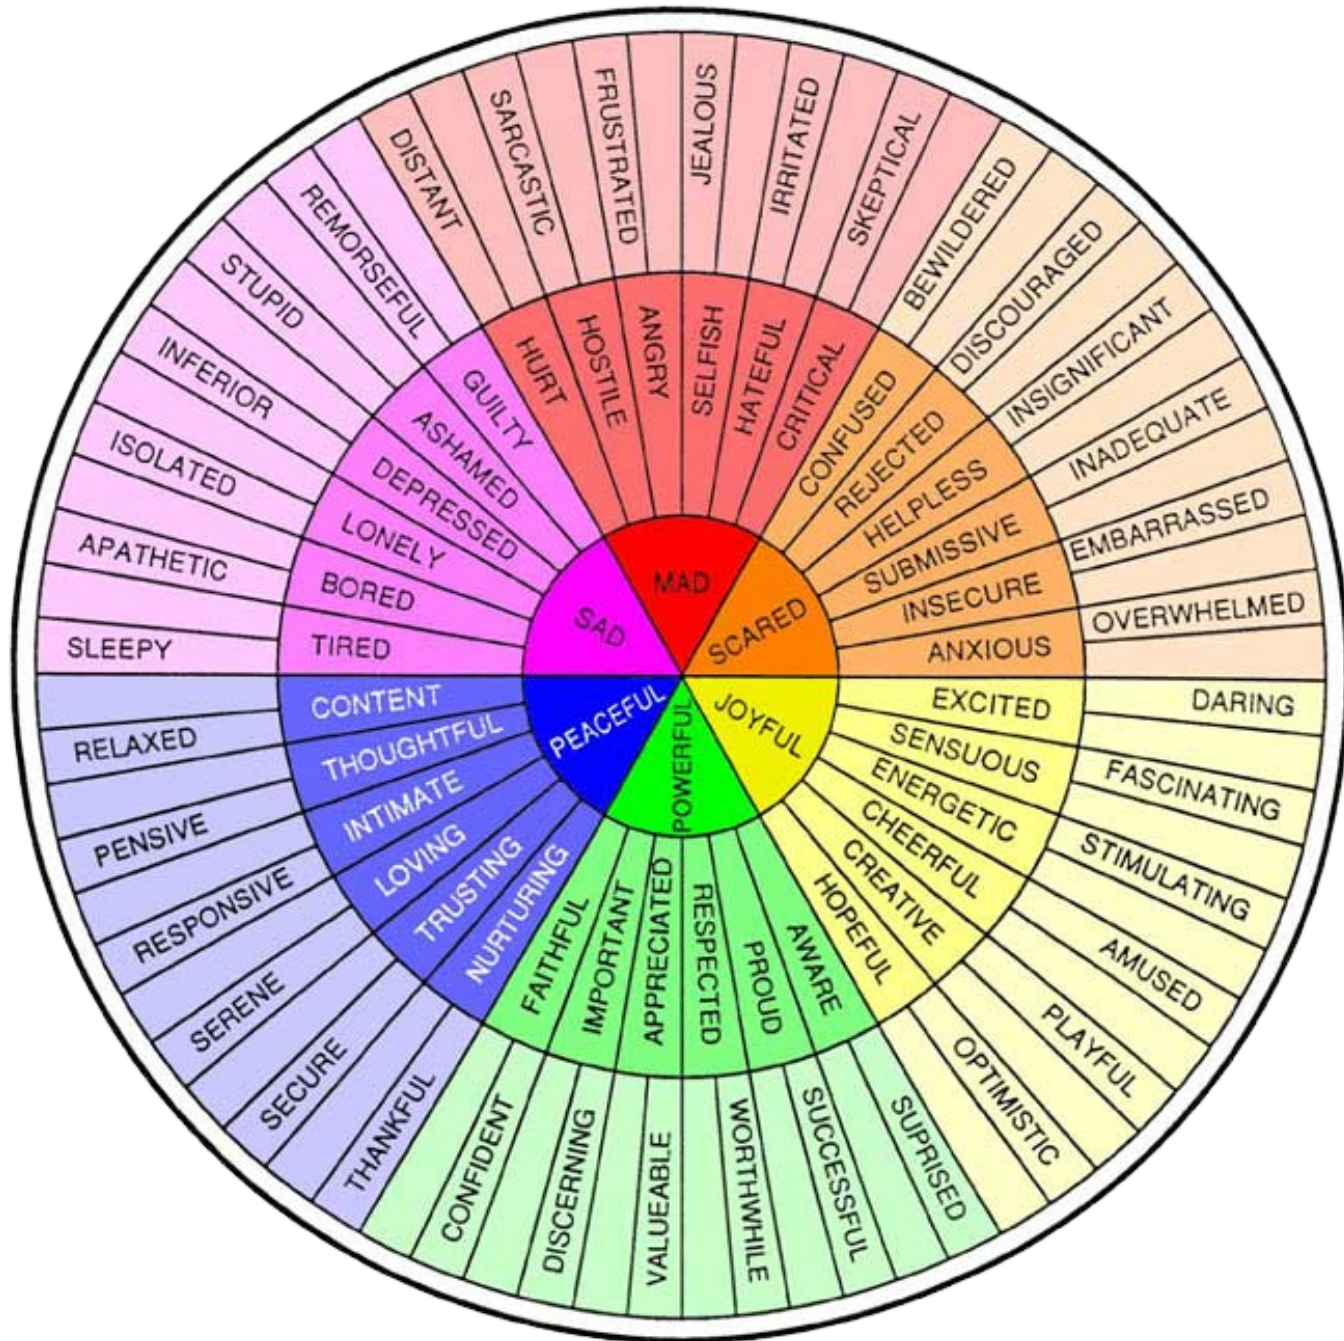 MAD
SCARED
JOYFUL
POWERFUL
PEACEFUL
SAD
HURT
HOSTILE
ANGRY
SELFISH
HATEFUL
CRITICAL
CONFUSED
REJECTED
HELPLESS
SUBMISSIVE
INSECURE
ANXIOUS
EXCITED
SENSUOUS
ENERGETIC
CHEERFUL
CREATIVE
HOPEFUL
AWARE
PROUD
RESPECTED
APPRECIATED
IMPORTANT
FAITHFUL
NURTURING
TRUSTING
LOVING
INTIMATE
THOUGHTFUL
CONTENT
TIRED
BORED
LONELY
DEPRESSED
ASHAMED
GUILTY
DISTANT
SARCASTIC
FRUSTRATED
JEALOUS
IRRITATED
SKEPTICAL
BEWILDERED
DISCOURAGED
INSIGNIFICANT
INADEQUATE
EMBARRASSED
OVERWHELMED
DARING
FASCINATING
STIMULATING
AMUSED
PLAYFUL
OPTIMISTIC
SUPRISED
SUCCESSFUL
WORTHWHILE
VALUEABLE
DISCERNING
CONFIDENT
THANKFUL
SECURE
SERENE
RESPONSIVE
PENSIVE
RELAXED
SLEEPY
APATHETIC
ISOLATED
INFERIOR
STUPID
REMORSEFUL